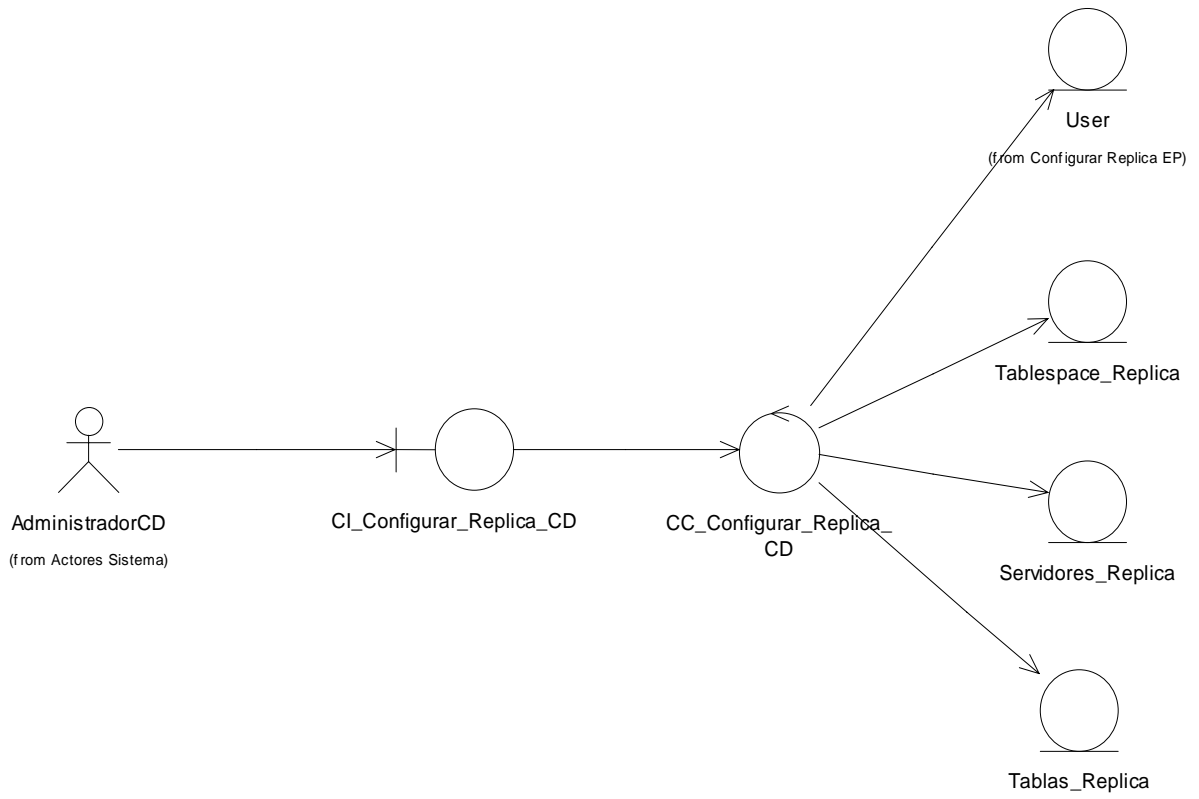 User
(from Configurar Replica EP)
Tablespace_Replica
AdministradorCD
(from Actores Sistema)
CI_Configurar_Replica_CD
CC_Configurar_Replica_
CD
Servidores_Replica
Tablas_Replica